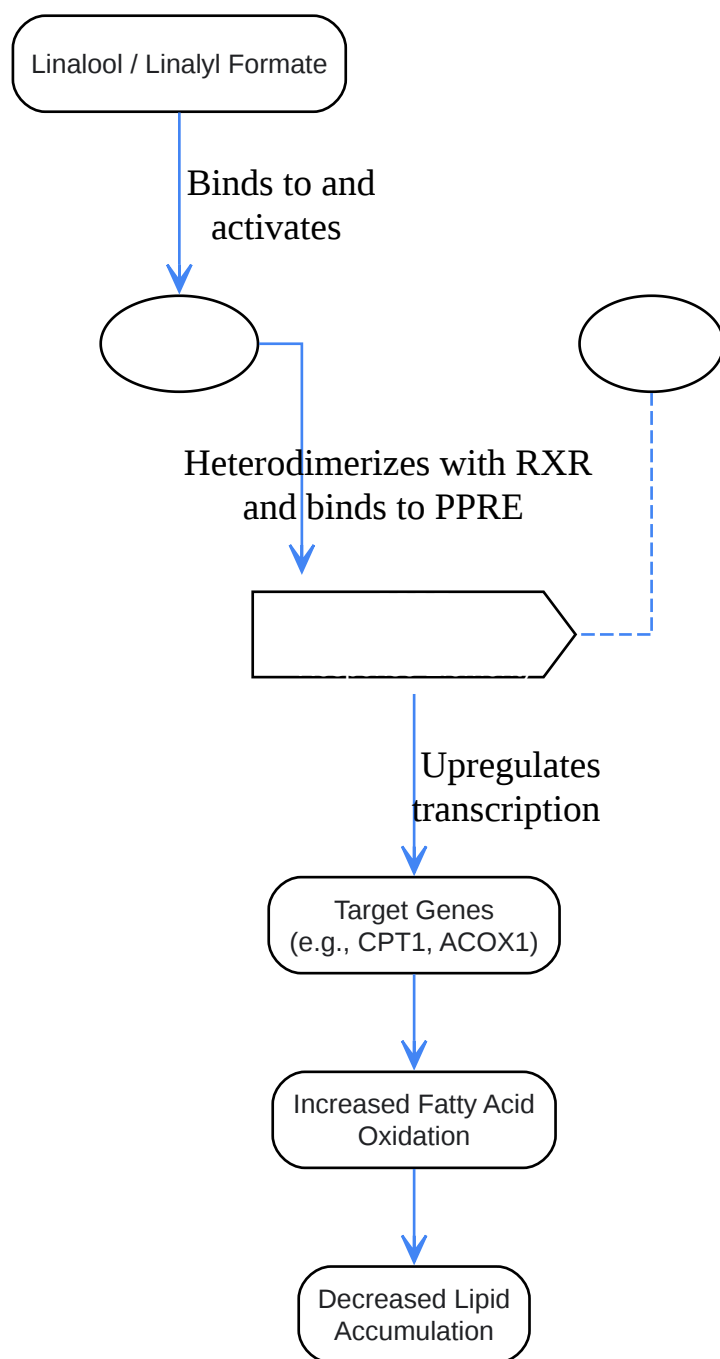 Linalool / Linalyl Formate
Binds to and
activates
Heterodimerizes with RXR
and binds to PPRE
Upregulates
transcription
Target Genes
(e.g., CPT1, ACOX1)
Increased Fatty Acid
Oxidation
Decreased Lipid
Accumulation